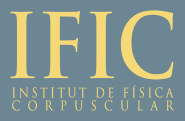 IFIC
INSTITUT DE FÍSICA
CORPUSCULAR